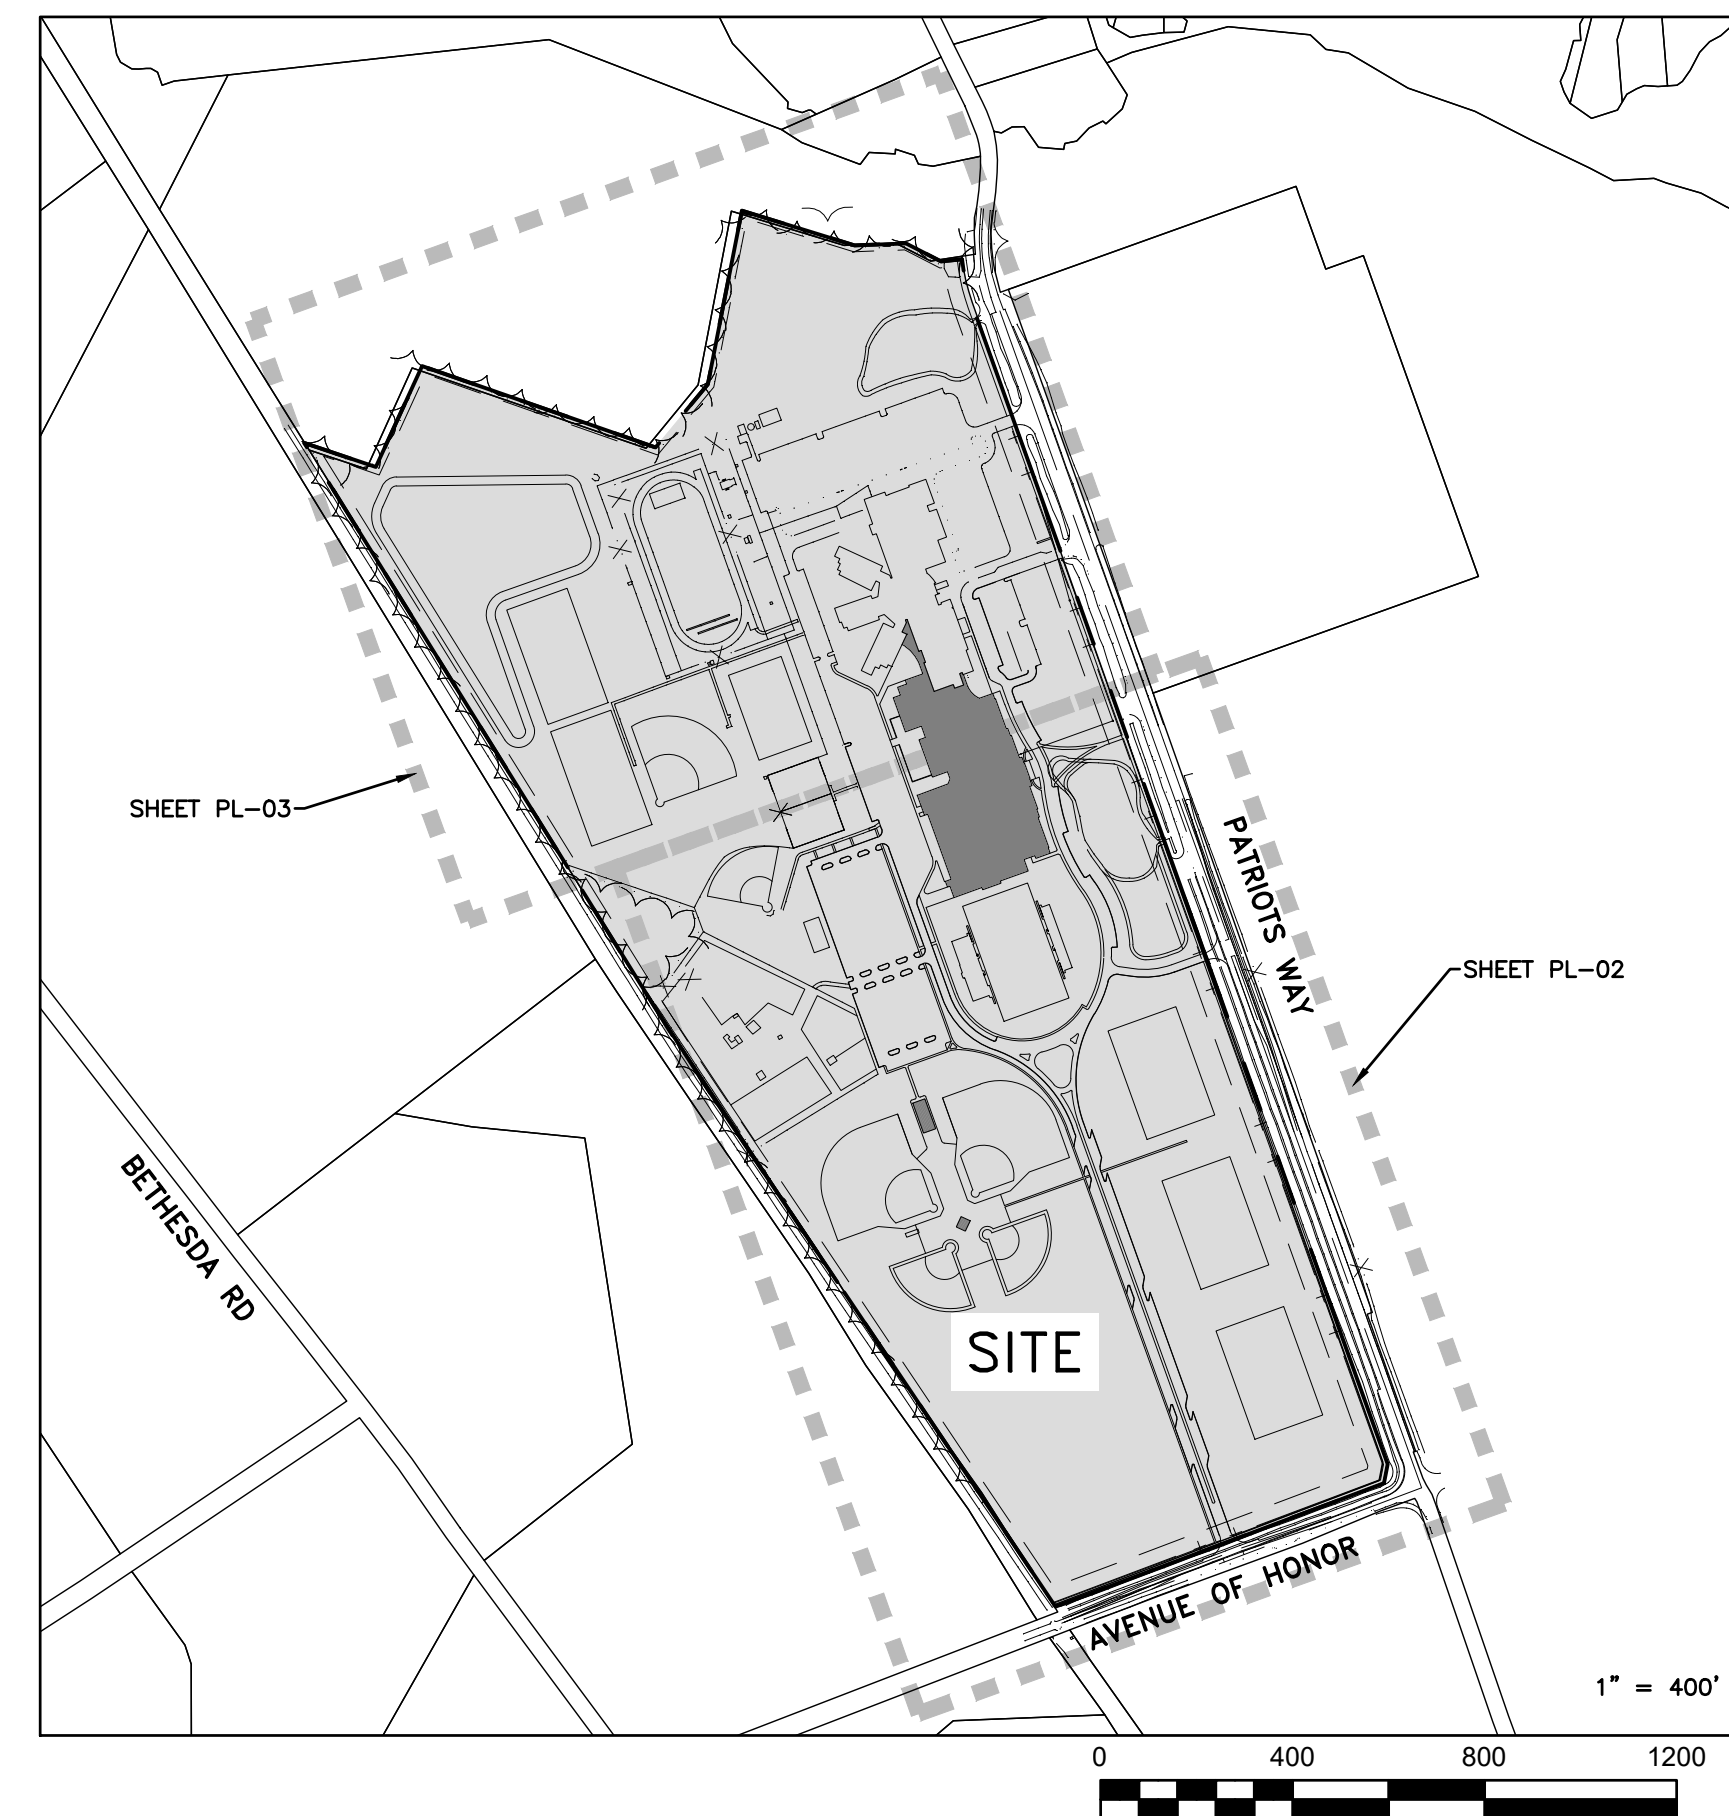 SHEET PL-03
PATRIOTS WAY
SHEET PL-02
BETHESDA RD
SITE
AVENUE OF HONOR
1" = 400'
0 400 800 1200